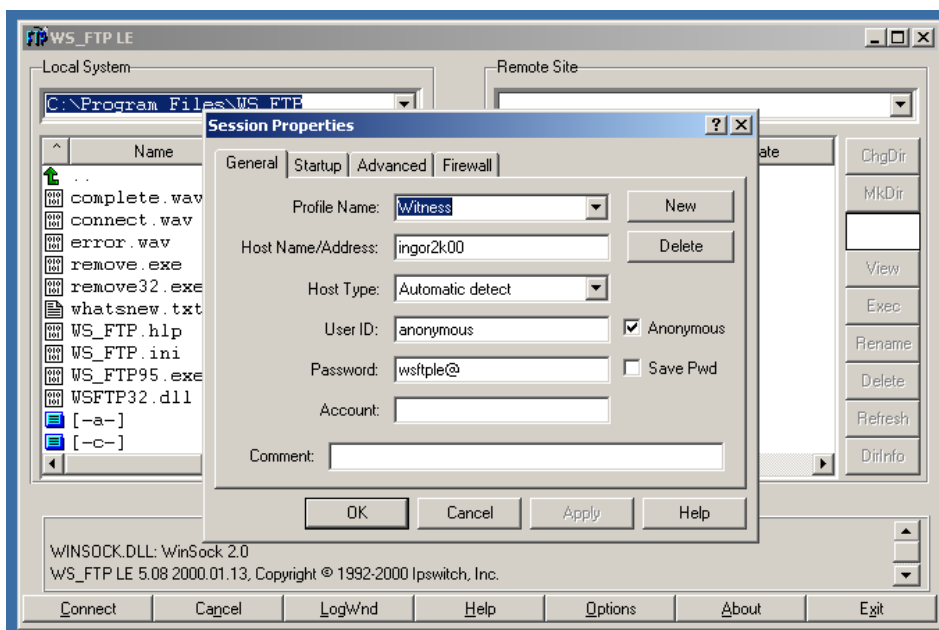 WS_FTP LE
Local System
Remote Site
C:\Program Files\WS_FTP
Session Properties
^ Name
ate
ChgDir
MkDir
View
Exec
Rename
Delete
Refresh
DirInfo
..
complete.wav
connect.wav
error.wav
remove.exe
remove32.exe
whatsnew.txt
WS_FTP.hlp
WS_FTP.ini
WS_FTP95.exe
WSFTP32.dll
[-a-]
[-c-]
General Startup Advanced Firewall
Profile Name: Witness New
Host Name/Address: ingor2k00 Delete
Host Type: Automatic detect
User ID: anonymous Anonymous
Password: wsftple@ Save Pwd
Account:
Comment:
OK Cancel Apply Help
WINSOCK.DLL: WinSock 2.0
WS_FTP LE 5.08 2000.01.13, Copyright © 1992-2000 Ipswitch, Inc.
Connect Cancel LogWnd Help Options About Exit